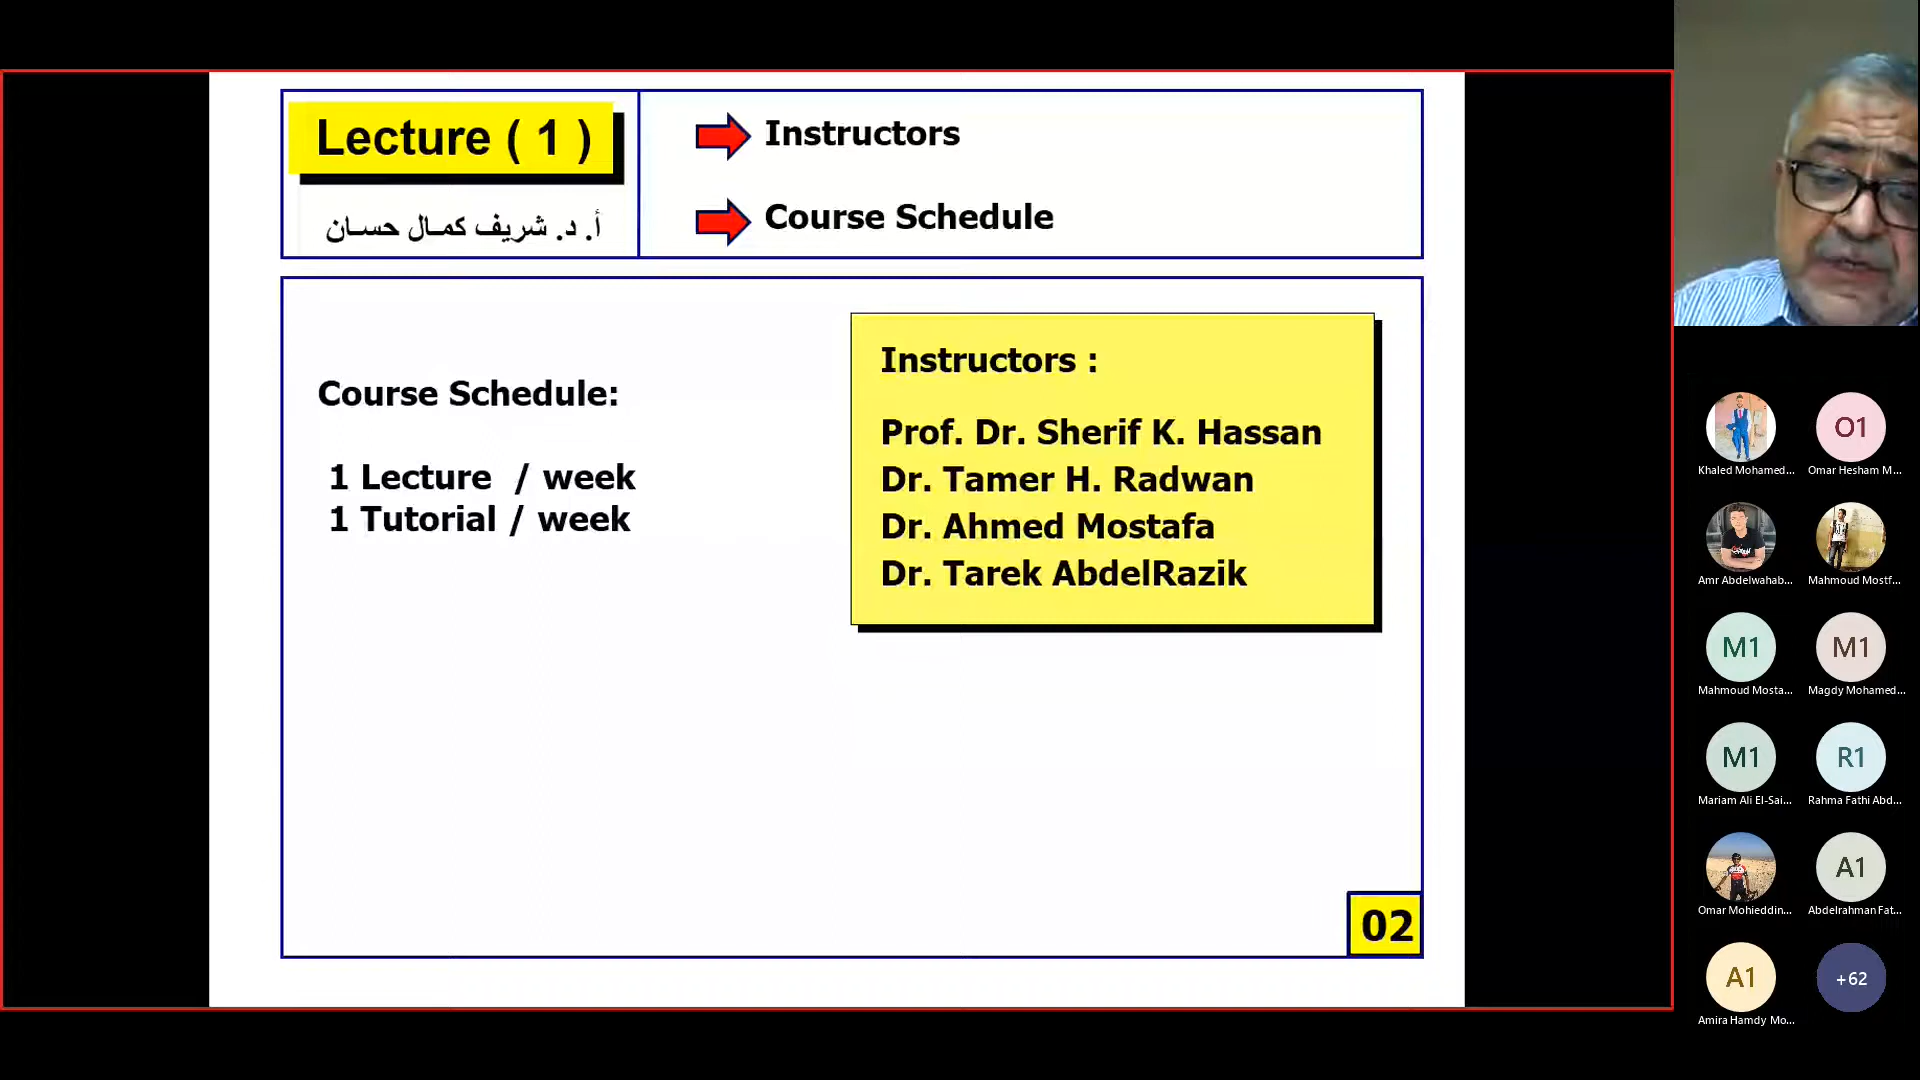 Lecture ( 1 )
أ. د. شريف كمال حسان
Instructors
Course Schedule
Course Schedule:
1 Lecture / week
1 Tutorial / week
Instructors :
Prof. Dr. Sherif K. Hassan
Dr. Tamer H. Radwan
Dr. Ahmed Mostafa
Dr. Tarek AbdelRazik
02
O1
Khaled Mohamed...
Omar Hesham M...
Amr Abdelwahab...
Mahmoud Mostf...
M1
M1
Mahmoud Mosta...
Magdy Mohamed...
M1
R1
Mariam Ali El-Sai...
Rahma Fathi Abd...
A1
Omar Mohieddin...
Abdelrahman Fat...
A1
+62
Amira Hamdy Mo...